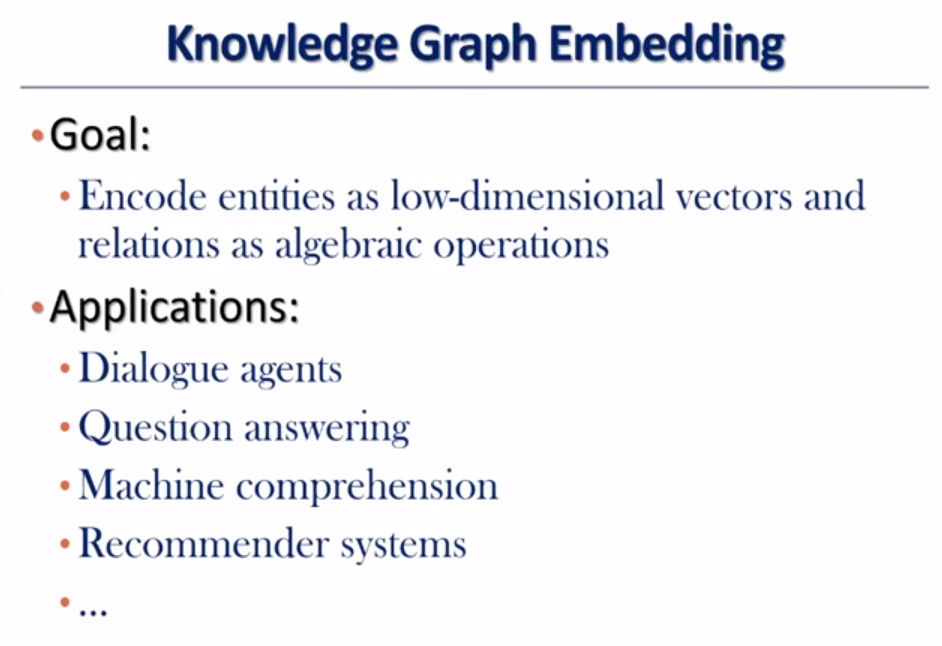 Knowledge Graph Embedding
•Goal:
•Encode entities as low-dimensional vectors and
relations as algebraic operations
•Applications:
•Dialogue agents
•Question answering
•Machine comprehension
•Recommender systems
•...